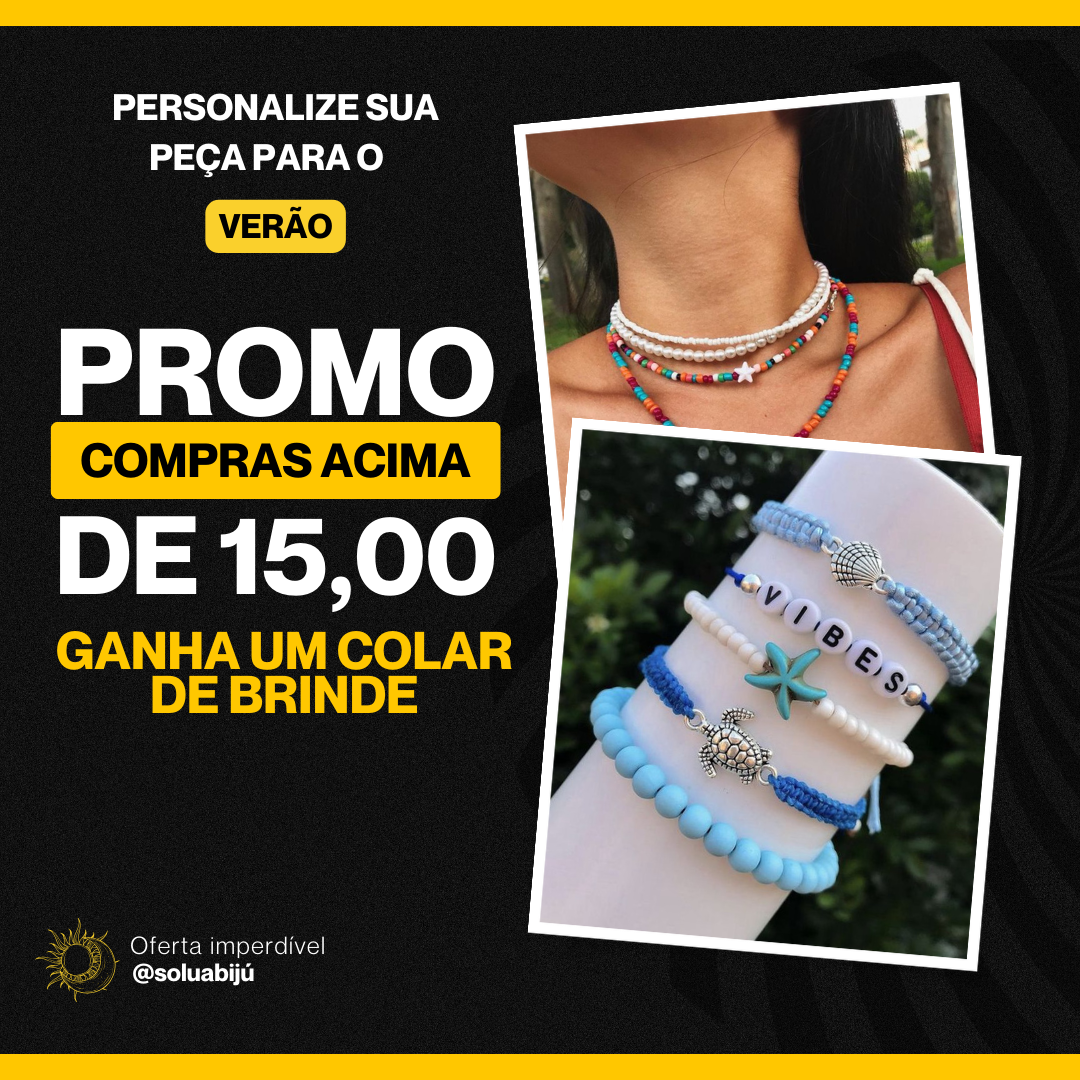 PERSONALIZE SUA
PEÇA PARA O
VERÃO
PROMO
COMPRAS ACIMA
DE 15,00
GANHA UM COLAR
DE BRINDE
VIBES
Oferta imperdível
@soluabijú